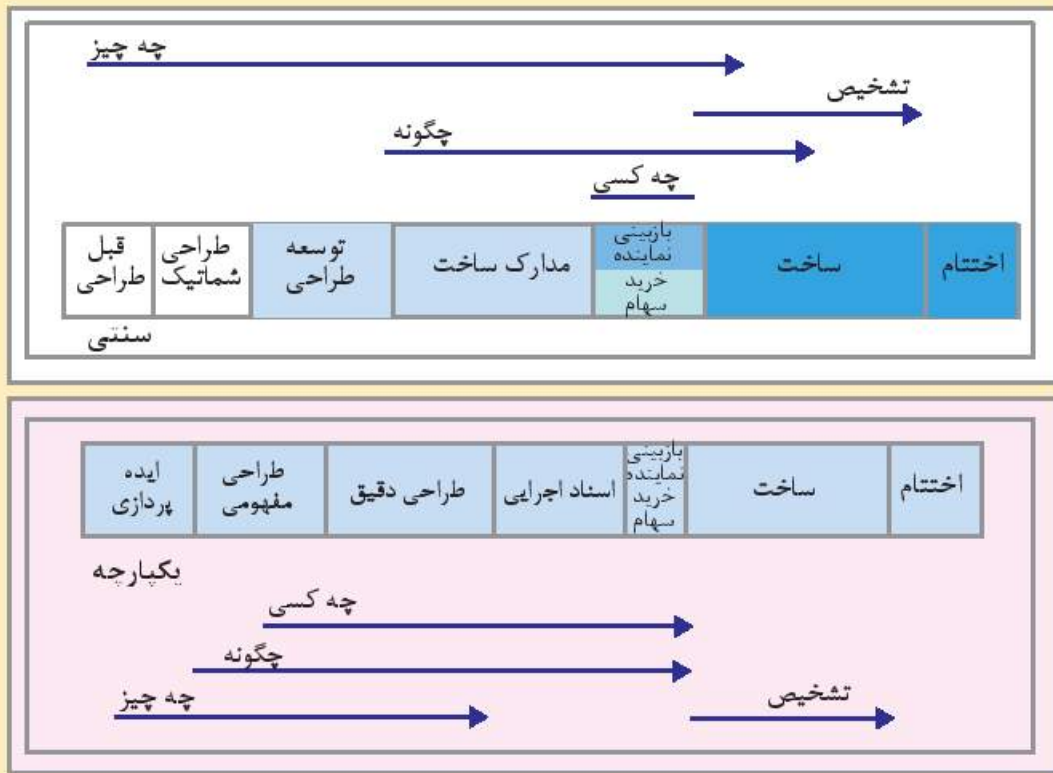 چه چیز
تشخیص
چگونه
چه کسی
قبل
طراحی
طراحی
شماتیک
توسعه
طراحی
مدارک ساخت
بازبینی
نماینده
خرید
سهام
ساخت
اختتام
سنتی
ایده
پردازی
طراحی
مفهومی
طراحی دقیق
اسناد اجرایی
بازبینی
نماینده
خرید
سهام
ساخت
اختتام
یکپارچه
چه کسی
چگونه
چه چیز
تشخیص